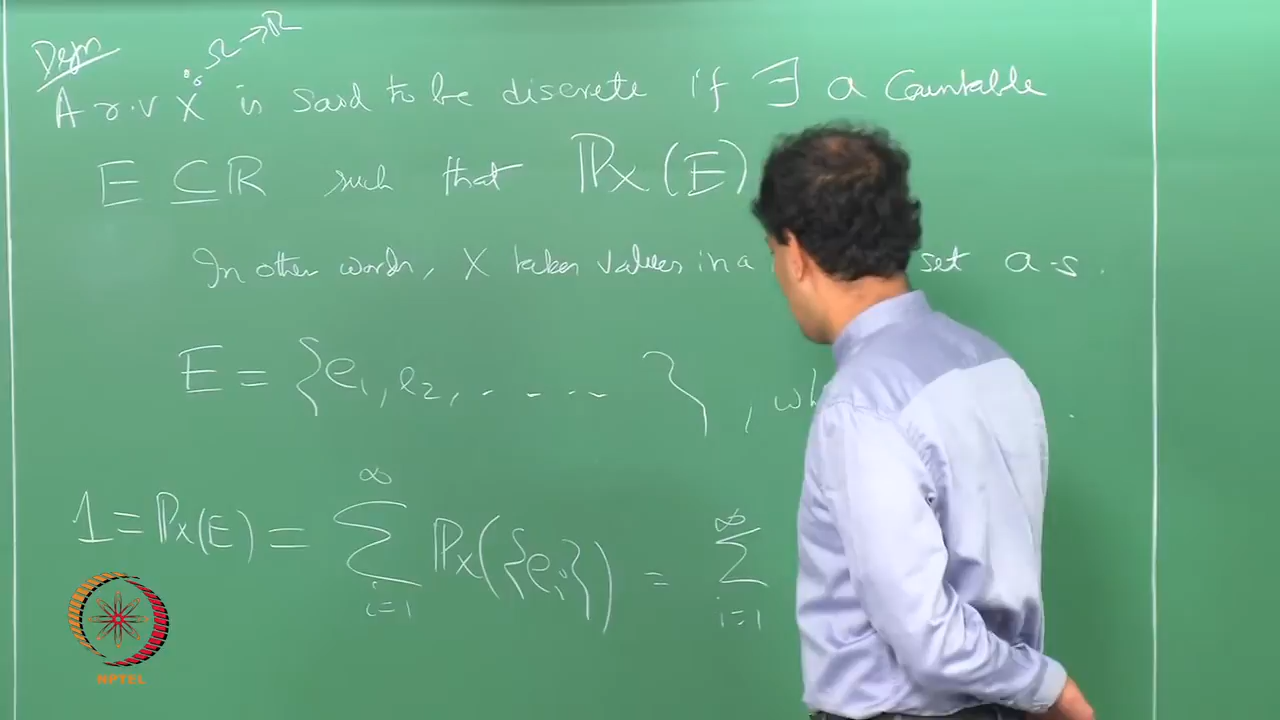 Defn
Ω → ℝ
A r.v X: is said to be discrete if ∃ a Countable
E ⊆ ℝ such that ℙx(E)
In other words, X takes values in a set a.s.
E = {e1, e2, ......}, wh
1 = ℙx(E) = ∑_{i=1}^{∞} ℙx({ei}) = ∑_{i=1}^{∞}
NPTEL